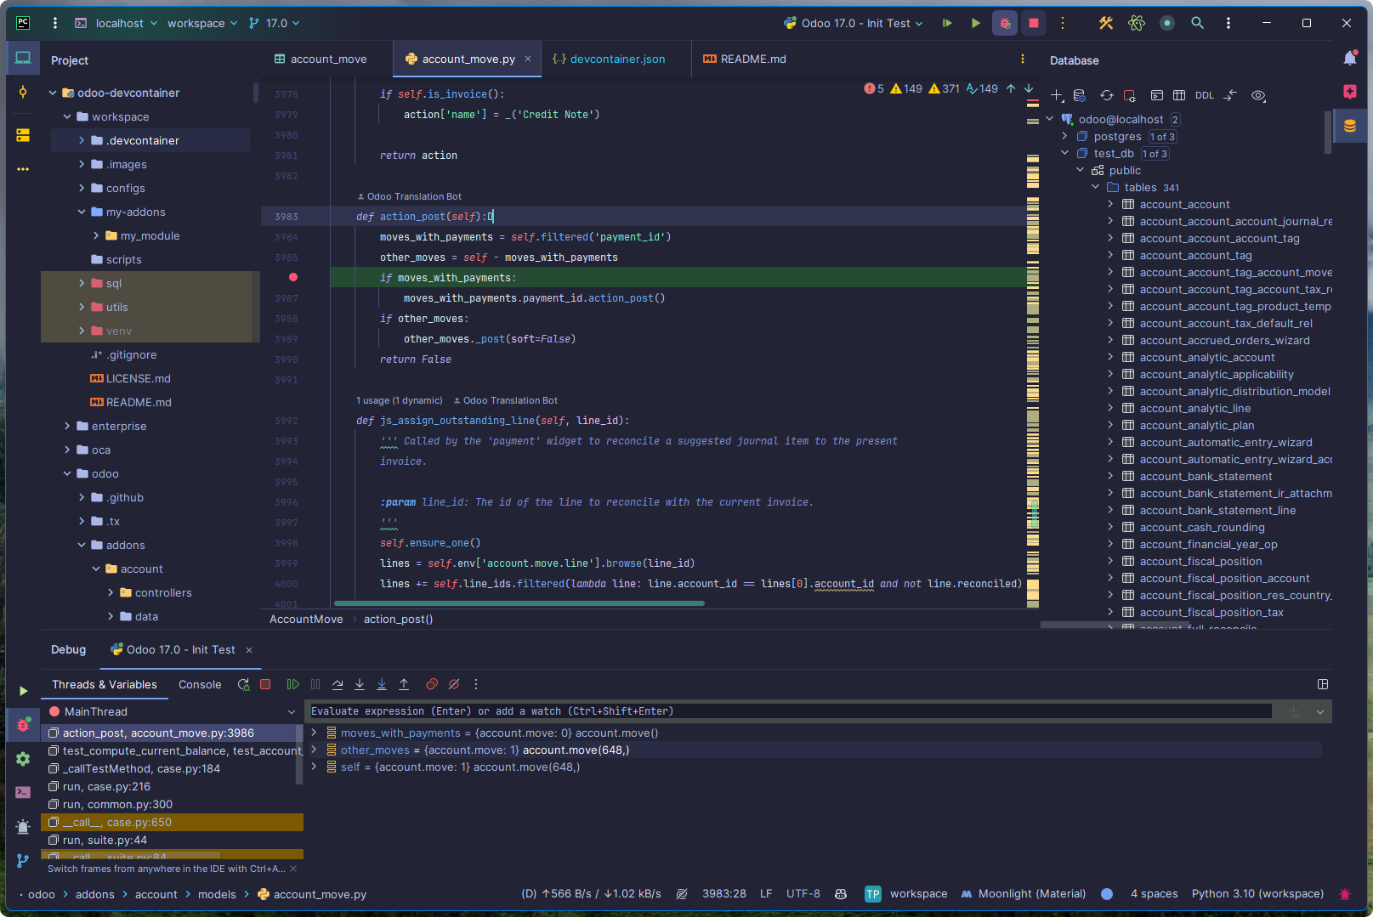 PC localhost workspace 17.0 Odoo 17.0 - Init Test
Project
odoo-devcontainer
workspace
.devcontainer
.images
configs
my-addons
my_module
scripts
sql
utils
venv
.gitignore
LICENSE.md
README.md
enterprise
oca
odoo
.github
.tx
addons
account
controllers
data
account_move account_move.py devcontainer.json README.md
5 149 371 149
3978 if self.is_invoice():
3979 action['name'] = _('Credit Note')
3980
3981 return action
3982
Odoo Translation Bot
3983 def action_post(self):D
3984 moves_with_payments = self.filtered('payment_id')
3985 other_moves = self - moves_with_payments
if moves_with_payments:
3987 moves_with_payments.payment_id.action_post()
3988 if other_moves:
3989 other_moves._post(soft=False)
3990 return False
3991
1 usage (1 dynamic) Odoo Translation Bot
3992 def js_assign_outstanding_line(self, line_id):
3993 ''' Called by the 'payment' widget to reconcile a suggested journal item to the present
3994 invoice.
3995
3996 :param line_id: The id of the line to reconcile with the current invoice.
3997 '''
3998 self.ensure_one()
3999 lines = self.env['account.move.line'].browse(line_id)
4000 lines += self.line_ids.filtered(lambda line: line.account_id == lines[0].account_id and not line.reconciled)
4001
AccountMove action_post()
Database
DDL
odoo@localhost 2
postgres 1 of 3
test_db 1 of 3
public
tables 341
account_account
account_account_account_journal_re
account_account_account_tag
account_account_tag
account_account_tag_account_move
account_account_tag_account_tax_re
account_account_tag_product_temp
account_account_tax_default_rel
account_accrued_orders_wizard
account_analytic_account
account_analytic_applicability
account_analytic_distribution_model
account_analytic_line
account_analytic_plan
account_automatic_entry_wizard
account_automatic_entry_wizard_acc
account_bank_statement
account_bank_statement_ir_attachm
account_bank_statement_line
account_cash_rounding
account_financial_year_op
account_fiscal_position
account_fiscal_position_account
account_fiscal_position_res_country_
account_fiscal_position_tax
account_full_reconcile
Debug Odoo 17.0 - Init Test
Threads & Variables Console
MainThread
action_post, account_move.py:3986
test_compute_current_balance, test_account_
_callTestMethod, case.py:184
run, case.py:216
run, common.py:300
__call__, case.py:650
run, suite.py:44
__call__, suite.py:84
Switch frames from anywhere in the IDE with Ctrl+A...
Evaluate expression (Enter) or add a watch (Ctrl+Shift+Enter)
moves_with_payments = {account.move: 0} account.move()
other_moves = {account.move: 1} account.move(648,)
self = {account.move: 1} account.move(648,)
odoo addons account models account_move.py (D) ↑566 B/s / ↓1.02 kB/s 3983:28 LF UTF-8 TP workspace Moonlight (Material) 4 spaces Python 3.10 (workspace)